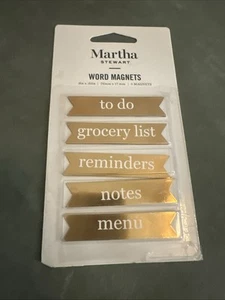 Martha
STEWART
WORD MAGNETS
to do
grocery list
reminders
notes
menu